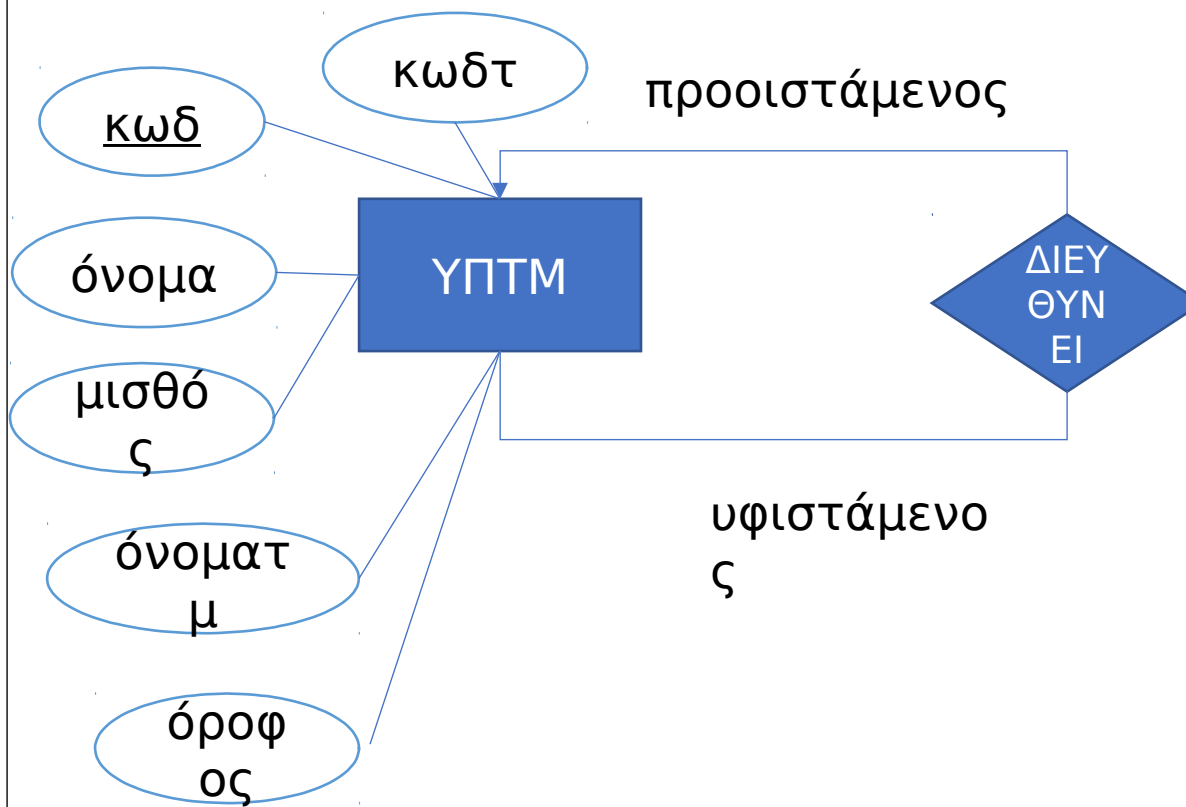 κωδτ
κωδ
προοιστάμενος
όνομα
ΥΠΤΜ
ΔΙΕΥ
ΘΥΝ
ΕΙ
μισθό
ς
υφιστάμενο
ς
όνοματ
μ
όροφ
ος